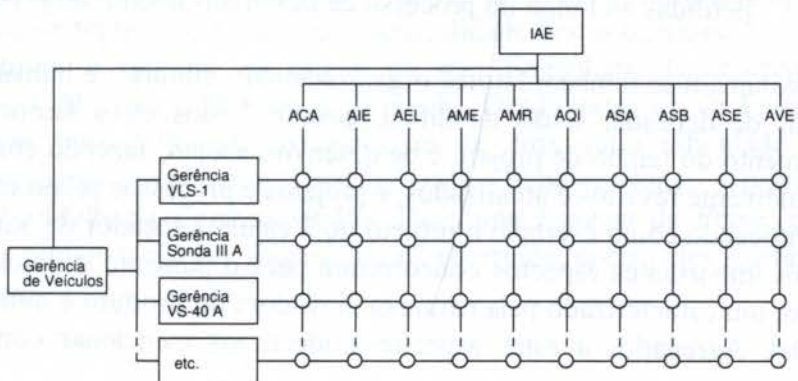 IAE
ACA AIE AEL AME AMR AQI ASA ASB ASE AVE
Gerência
VLS-1
Gerência
Sonda III A
Gerência
de Veículos
Gerência
VS-40 A
etc.